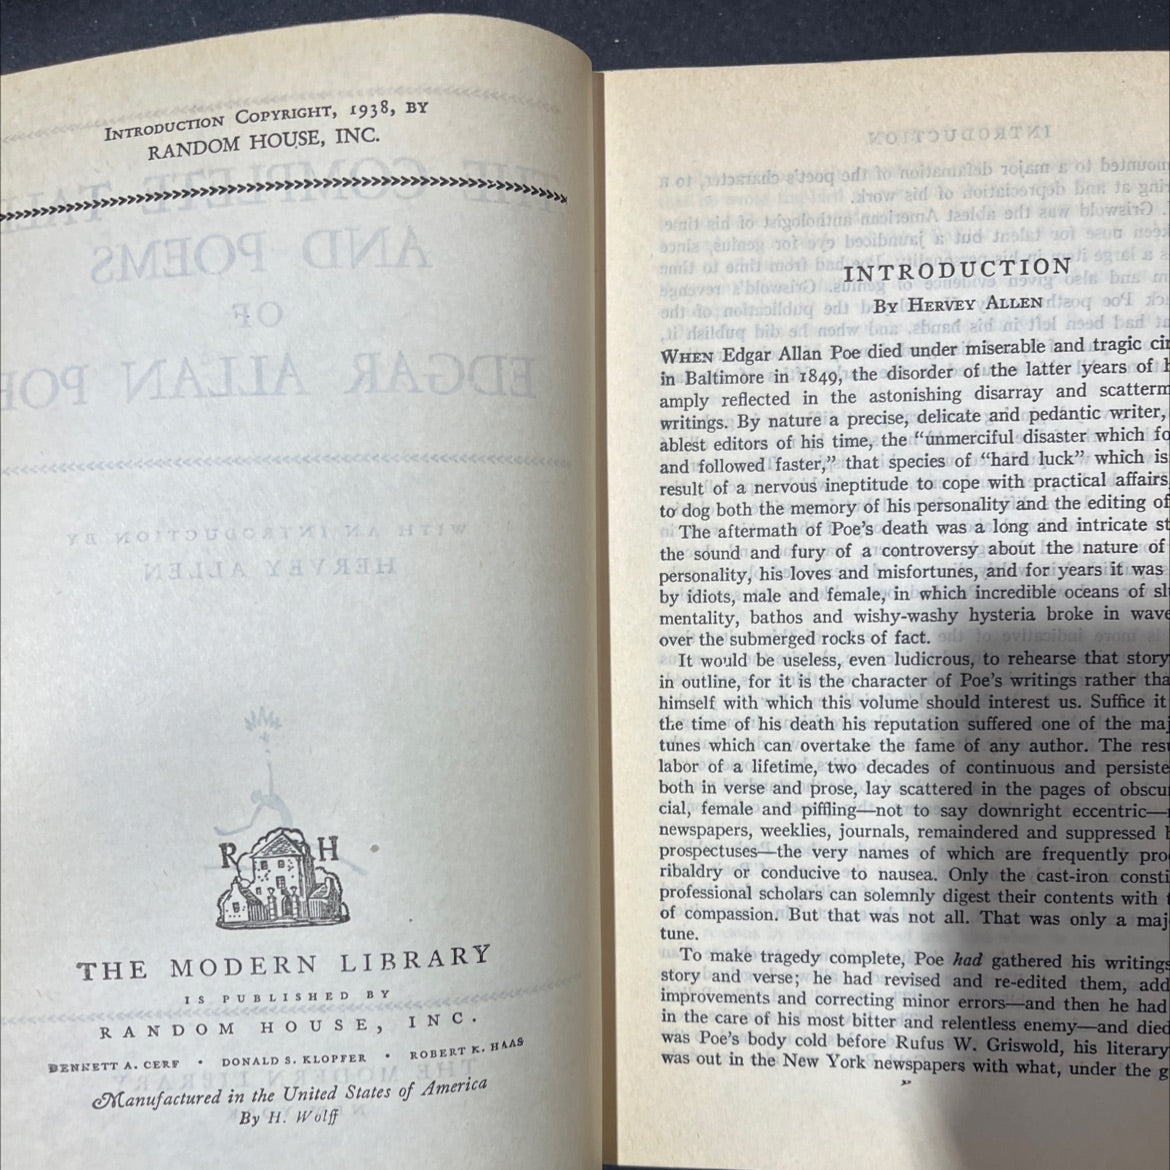 INTRODUCTION COPYRIGHT, 1938, BY
RANDOM HOUSE, INC.
R H
THE MODERN LIBRARY
IS PUBLISHED BY
RANDOM HOUSE, INC.
BENNETT A. CERF • DONALD S. KLOPFER • ROBERT K. HAAS
Manufactured in the United States of America
By H. Wolff
INTRODUCTION
By HERVEY ALLEN
WHEN Edgar Allan Poe died under miserable and tragic cir
in Baltimore in 1849, the disorder of the latter years of h
amply reflected in the astonishing disarray and scatterm
writings. By nature a precise, delicate and pedantic writer,
ablest editors of his time, the "unmerciful disaster which fo
and followed faster," that species of "hard luck" which is
result of a nervous ineptitude to cope with practical affairs,
to dog both the memory of his personality and the editing of
The aftermath of Poe's death was a long and intricate st
the sound and fury of a controversy about the nature of
personality, his loves and misfortunes, and for years it was
by idiots, male and female, in which incredible oceans of sl
mentality, bathos and wishy-washy hysteria broke in wave
over the submerged rocks of fact.
It would be useless, even ludicrous, to rehearse that story
in outline, for it is the character of Poe's writings rather tha
himself with which this volume should interest us. Suffice it
the time of his death his reputation suffered one of the maj
tunes which can overtake the fame of any author. The resu
labor of a lifetime, two decades of continuous and persiste
both in verse and prose, lay scattered in the pages of obscu
cial, female and piffling—not to say downright eccentric—
newspapers, weeklies, journals, remaindered and suppressed b
prospectuses—the very names of which are frequently pro
ribaldry or conducive to nausea. Only the cast-iron consti
professional scholars can solemnly digest their contents with
of compassion. But that was not all. That was only a maj
tune.
To make tragedy complete, Poe had gathered his writings
story and verse; he had revised and re-edited them, add
improvements and correcting minor errors—and then he had
in the care of his most bitter and relentless enemy—and died
was Poe's body cold before Rufus W. Griswold, his literary
was out in the New York newspapers with what, under the g